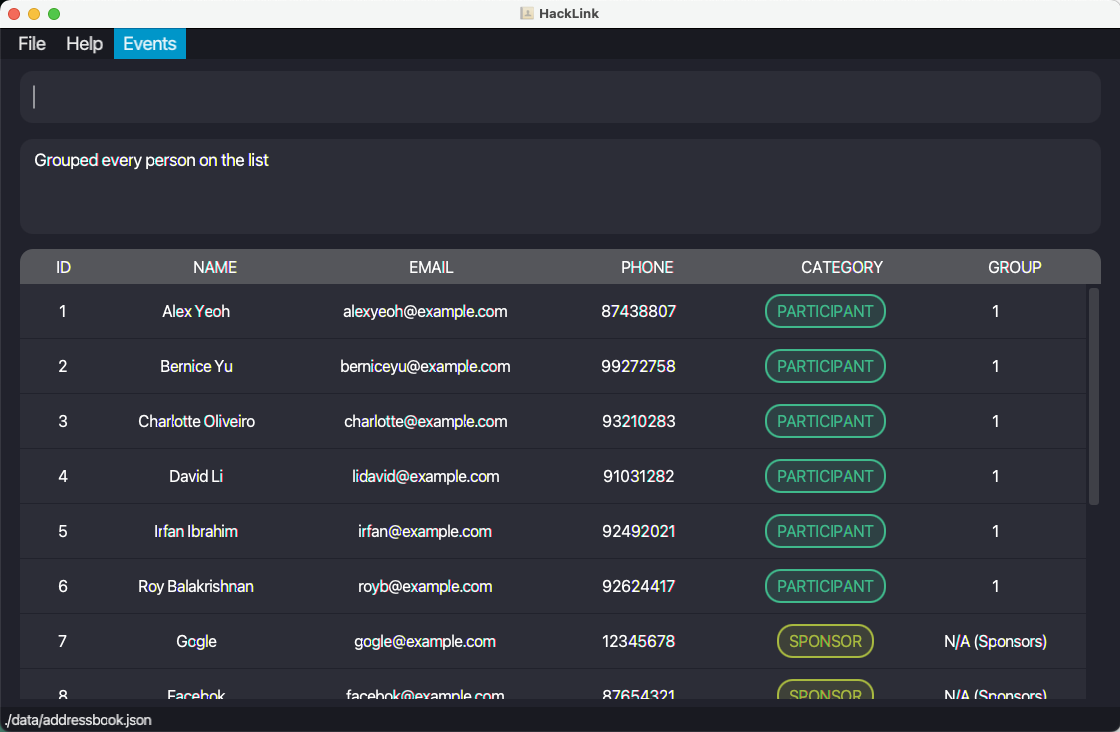 HackLink
File Help Events
Grouped every person on the list
ID NAME EMAIL PHONE CATEGORY GROUP
1 Alex Yeoh alexyeoh@example.com 87438807 PARTICIPANT 1
2 Bernice Yu berniceyu@example.com 99272758 PARTICIPANT 1
3 Charlotte Oliveiro charlotte@example.com 93210283 PARTICIPANT 1
4 David Li lidavid@example.com 91031282 PARTICIPANT 1
5 Irfan Ibrahim irfan@example.com 92492021 PARTICIPANT 1
6 Roy Balakrishnan royb@example.com 92624417 PARTICIPANT 1
7 Gogle gogle@example.com 12345678 SPONSOR N/A (Sponsors)
8 Facebok facebok@example.com 87654321 SPONSOR N/A (Sponsors)
./data/addressbook.json